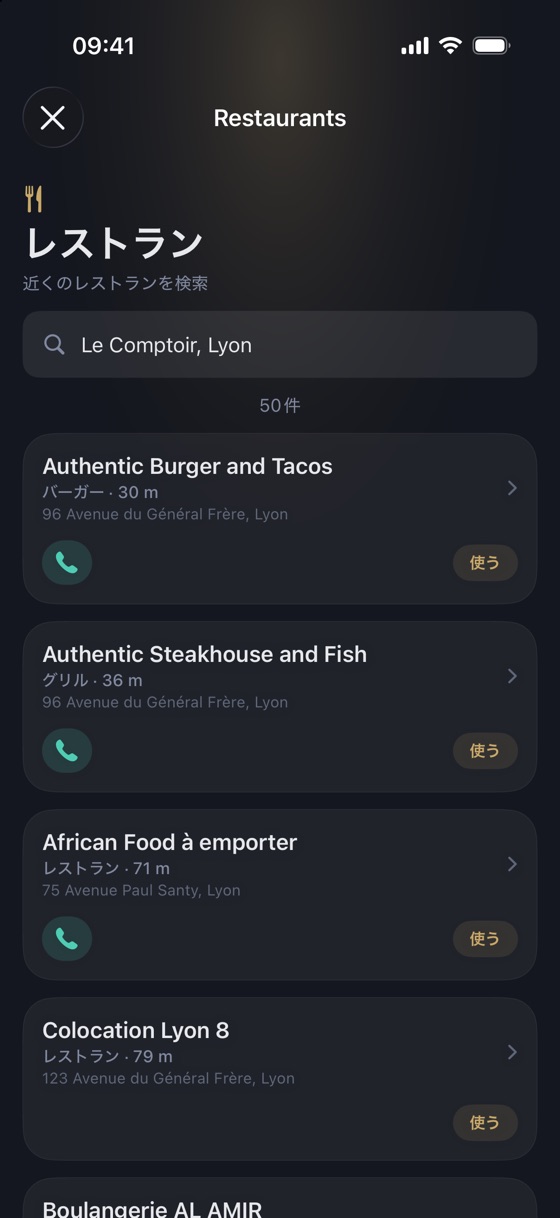 09:41
Restaurants
レストラン
近くのレストランを検索
Le Comptoir, Lyon
50件
Authentic Burger and Tacos
バーガー · 30 m
96 Avenue du Général Frère, Lyon
使う
Authentic Steakhouse and Fish
グリル · 36 m
96 Avenue du Général Frère, Lyon
使う
African Food à emporter
レストラン · 71 m
75 Avenue Paul Santy, Lyon
使う
Colocation Lyon 8
レストラン · 79 m
123 Avenue du Général Frère, Lyon
使う
Boulangerie AL AMIR